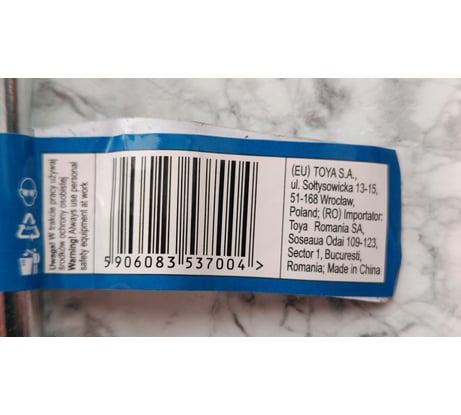 Uwaga! W trakcie pracy używaj
środków ochrony osobistej
Warning! Always use personal
safety equipment at work
5 906083 537004 >
(EU) TOYA S.A.,
ul. Sołtysowicka 13-15,
51-168 Wrocław,
Poland; (RO) Importator:
Toya Romania SA,
Soseaua Odai 109-123,
Sector 1, Bucuresti,
Romania; Made in China